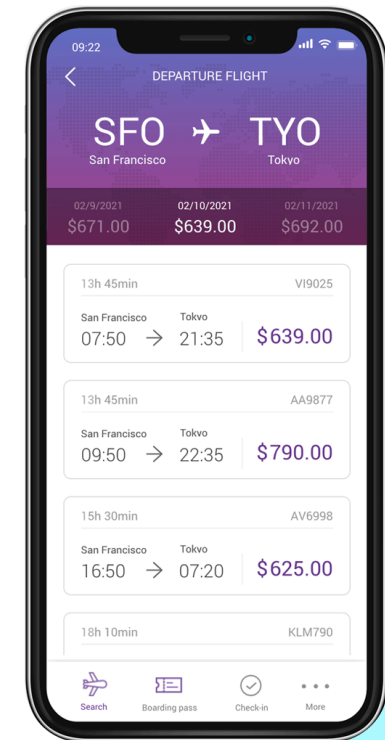 09:22
DEPARTURE FLIGHT
SFO TYO
San Francisco Tokyo
02/9/2021 02/10/2021 02/11/2021
$671.00 $639.00 $692.00
13h 45min VI9025
San Francisco Tokyo
07:50 → 21:35 $639.00
13h 45min AA9877
San Francisco Tokyo
09:50 → 22:35 $790.00
15h 30min AV6998
San Francisco Tokyo
16:50 → 07:20 $625.00
18h 10min KLM790
Search Boarding pass Check-in More